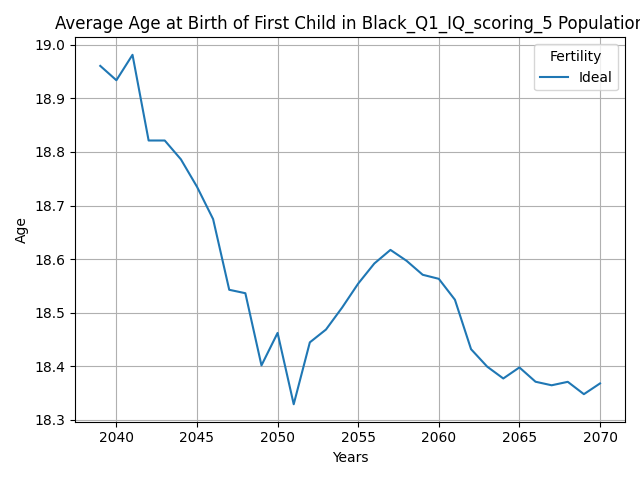 Average Age at Birth of First Child in Black_Q1_IQ_scoring_5 Population
Fertility
Ideal
19.0
18.9
18.8
18.7
18.6
18.5
18.4
18.3
Age
2040 2045 2050 2055 2060 2065 2070
Years